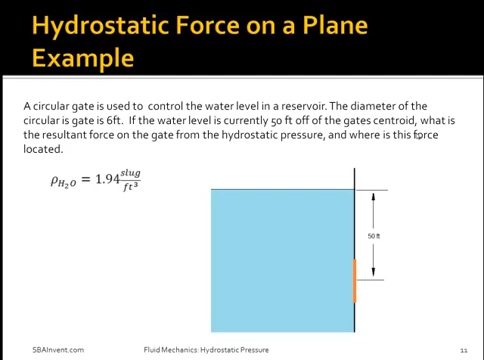 Hydrostatic Force on a Plane
Example
A circular gate is used to control the water level in a reservoir. The diameter of the
circular is gate is 6ft. If the water level is currently 50 ft off of the gates centroid, what is
the resultant force on the gate from the hydrostatic pressure, and where is this force
located.
ρH₂O = 1.94 slug/ft³
50 ft
SBAInvent.com Fluid Mechanics: Hydrostatic Pressure 11